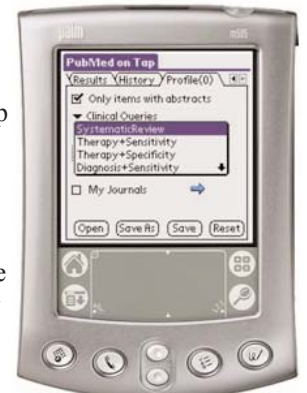 palm
m515
PubMed on Tap
Results History Profile(0)
Only items with abstracts
Clinical Queries
SystematicReview
Therapy+Sensitivity
Therapy+Specificity
Diagnosis+Sensitivity
My Journals
Open Save As Save Reset